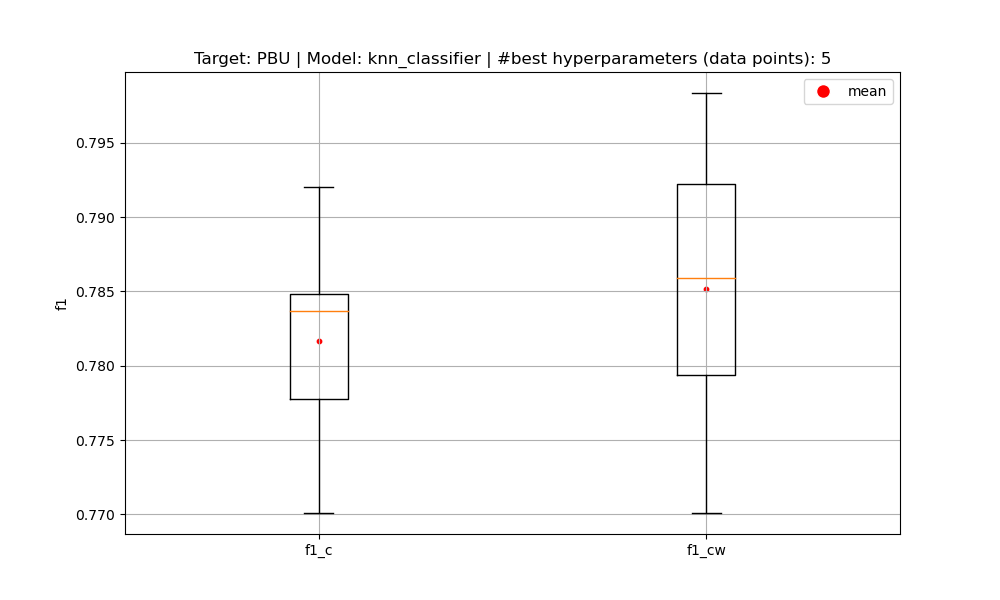 Target: PBU | Model: knn_classifier | #best hyperparameters (data points): 5
mean
0.795
0.790
0.785
0.780
0.775
0.770
f1
f1_c
f1_cw